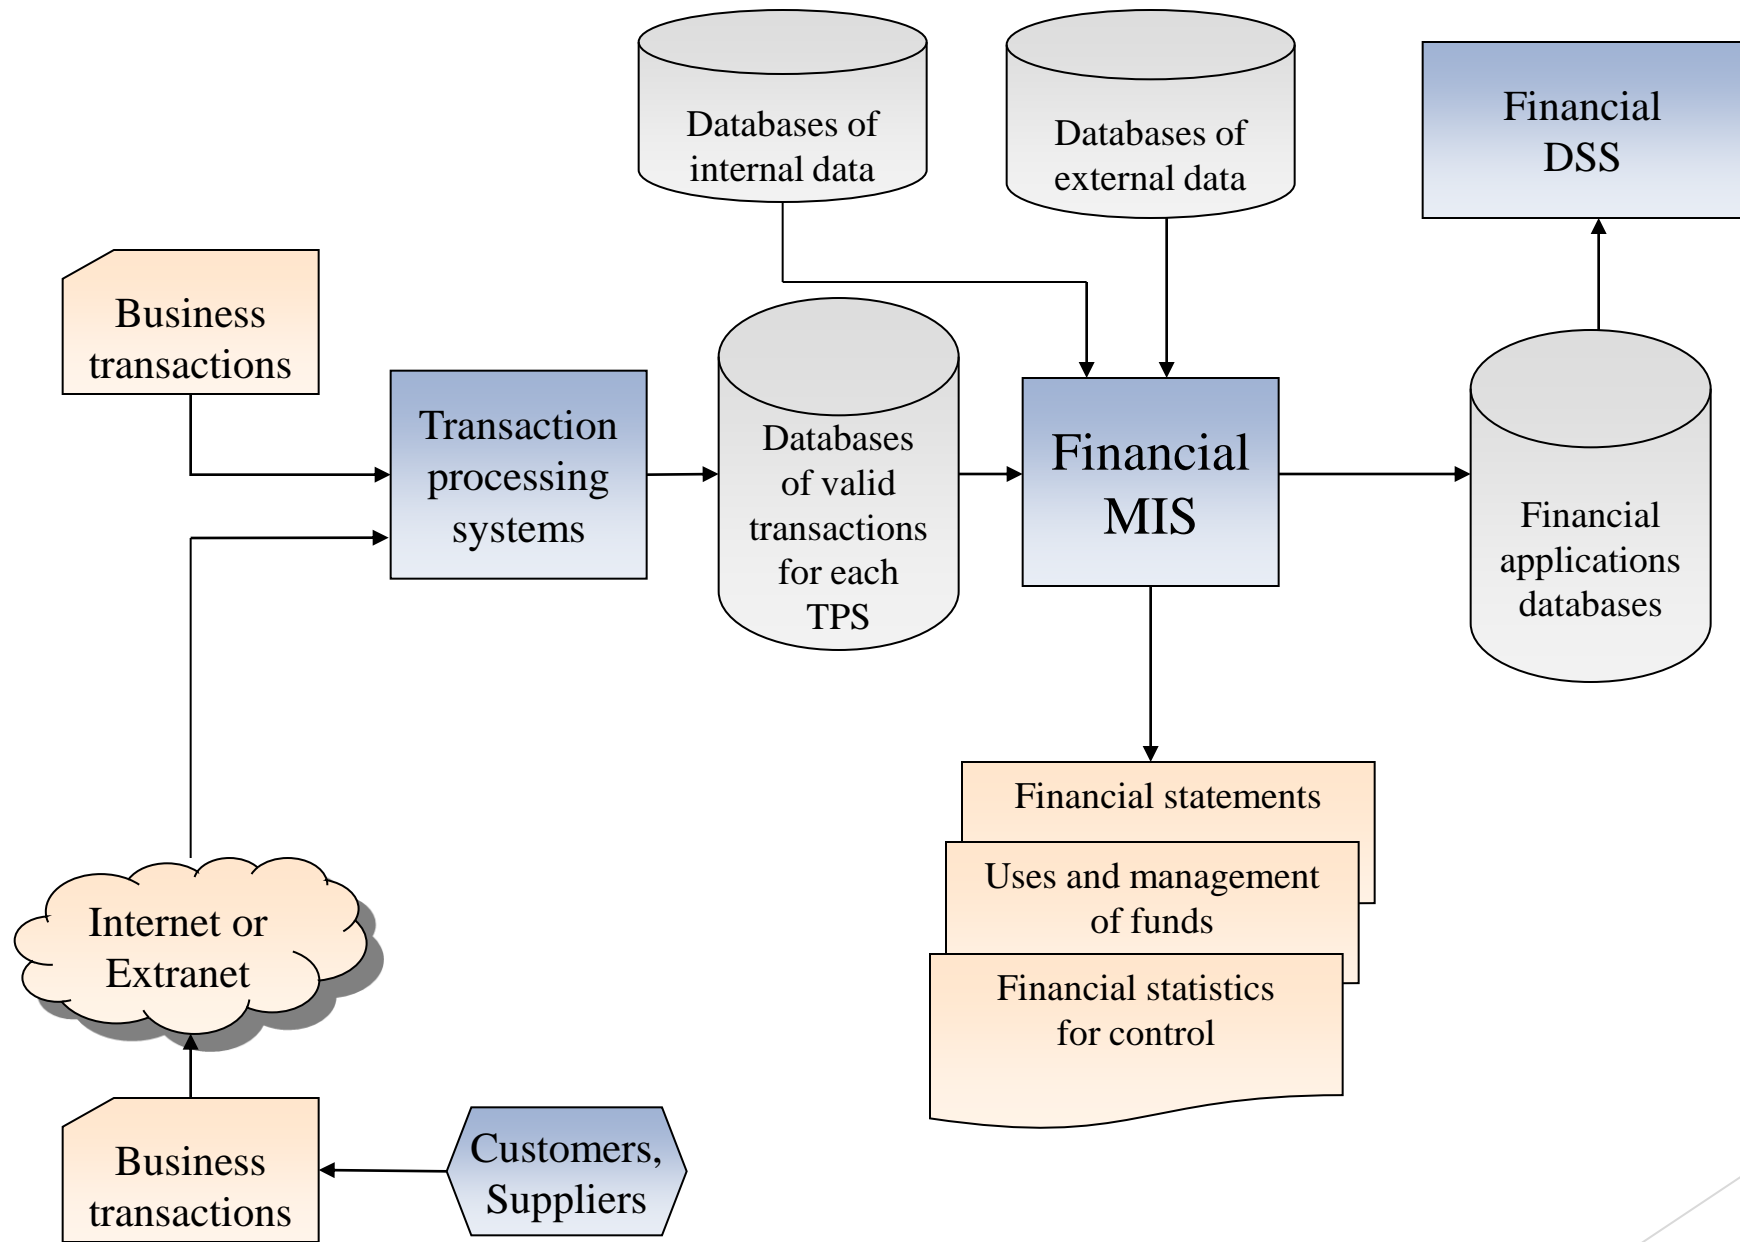 Databases of
internal data
Databases of
external data
Financial
DSS
Business
transactions
Transaction
processing
systems
Databases
of valid
transactions
for each
TPS
Financial
MIS
Financial
applications
databases
Financial statements
Uses and management
of funds
Financial statistics
for control
Internet or
Extranet
Business
transactions
Customers,
Suppliers